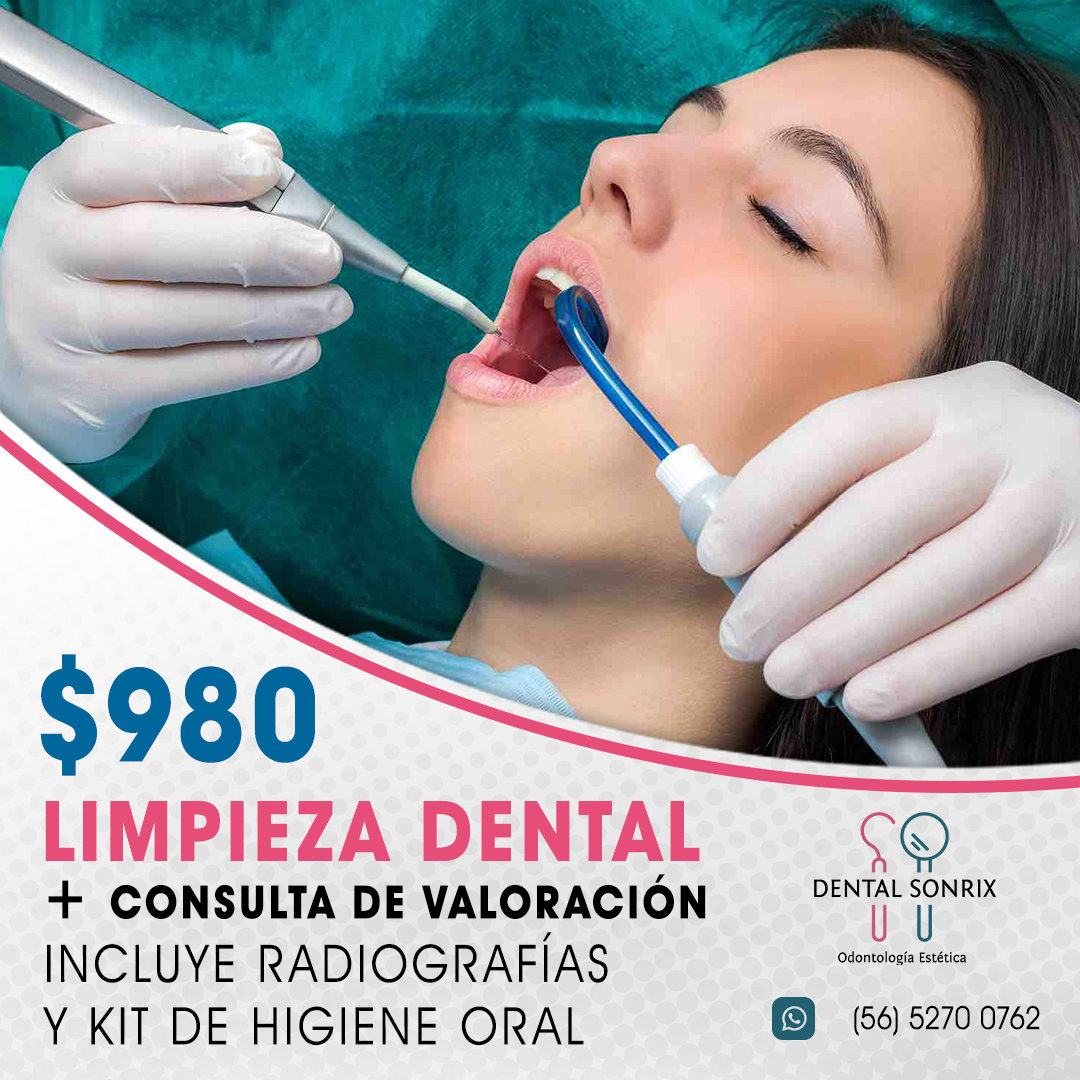 $980
LIMPIEZA DENTAL
+ CONSULTA DE VALORACIÓN
INCLUYE RADIOGRAFÍAS
Y KIT DE HIGIENE ORAL
DENTAL SONRIX
Odontología Estética
(56) 5270 0762